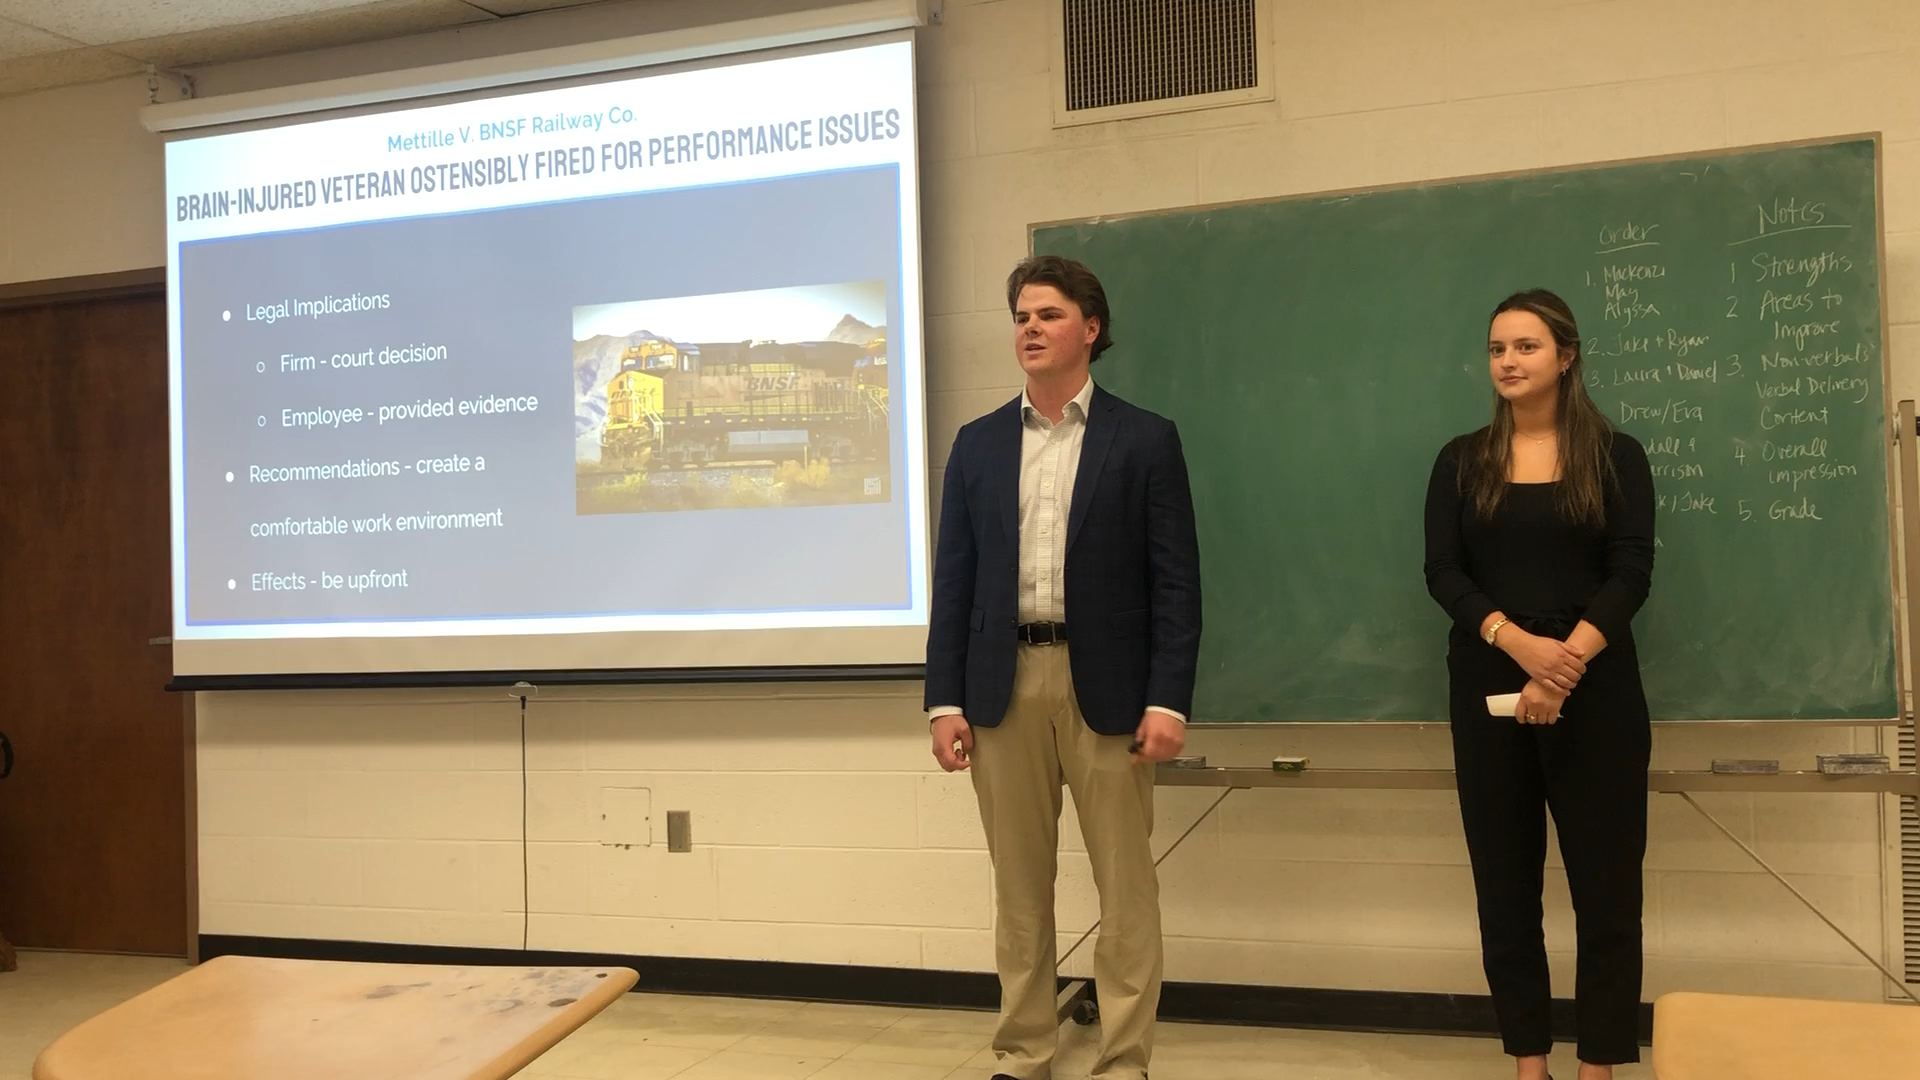 Mettille V. BNSF Railway Co.
BRAIN-INJURED VETERAN OSTENSIBLY FIRED FOR PERFORMANCE ISSUES
Legal Implications
Firm - court decision
Employee - provided evidence
Recommendations - create a
comfortable work environment
Effects - be upfront
BNSF
Order
1. Mackenzi
May
Alyssa
2. Jake + Ryan
3. Laura + Daniel
Drew/Eva
Notes
1 Strengths
2 Areas to
Improve
3. Non-verbals
Verbal Delivery
Content
4 Overall
impression
5. Grade